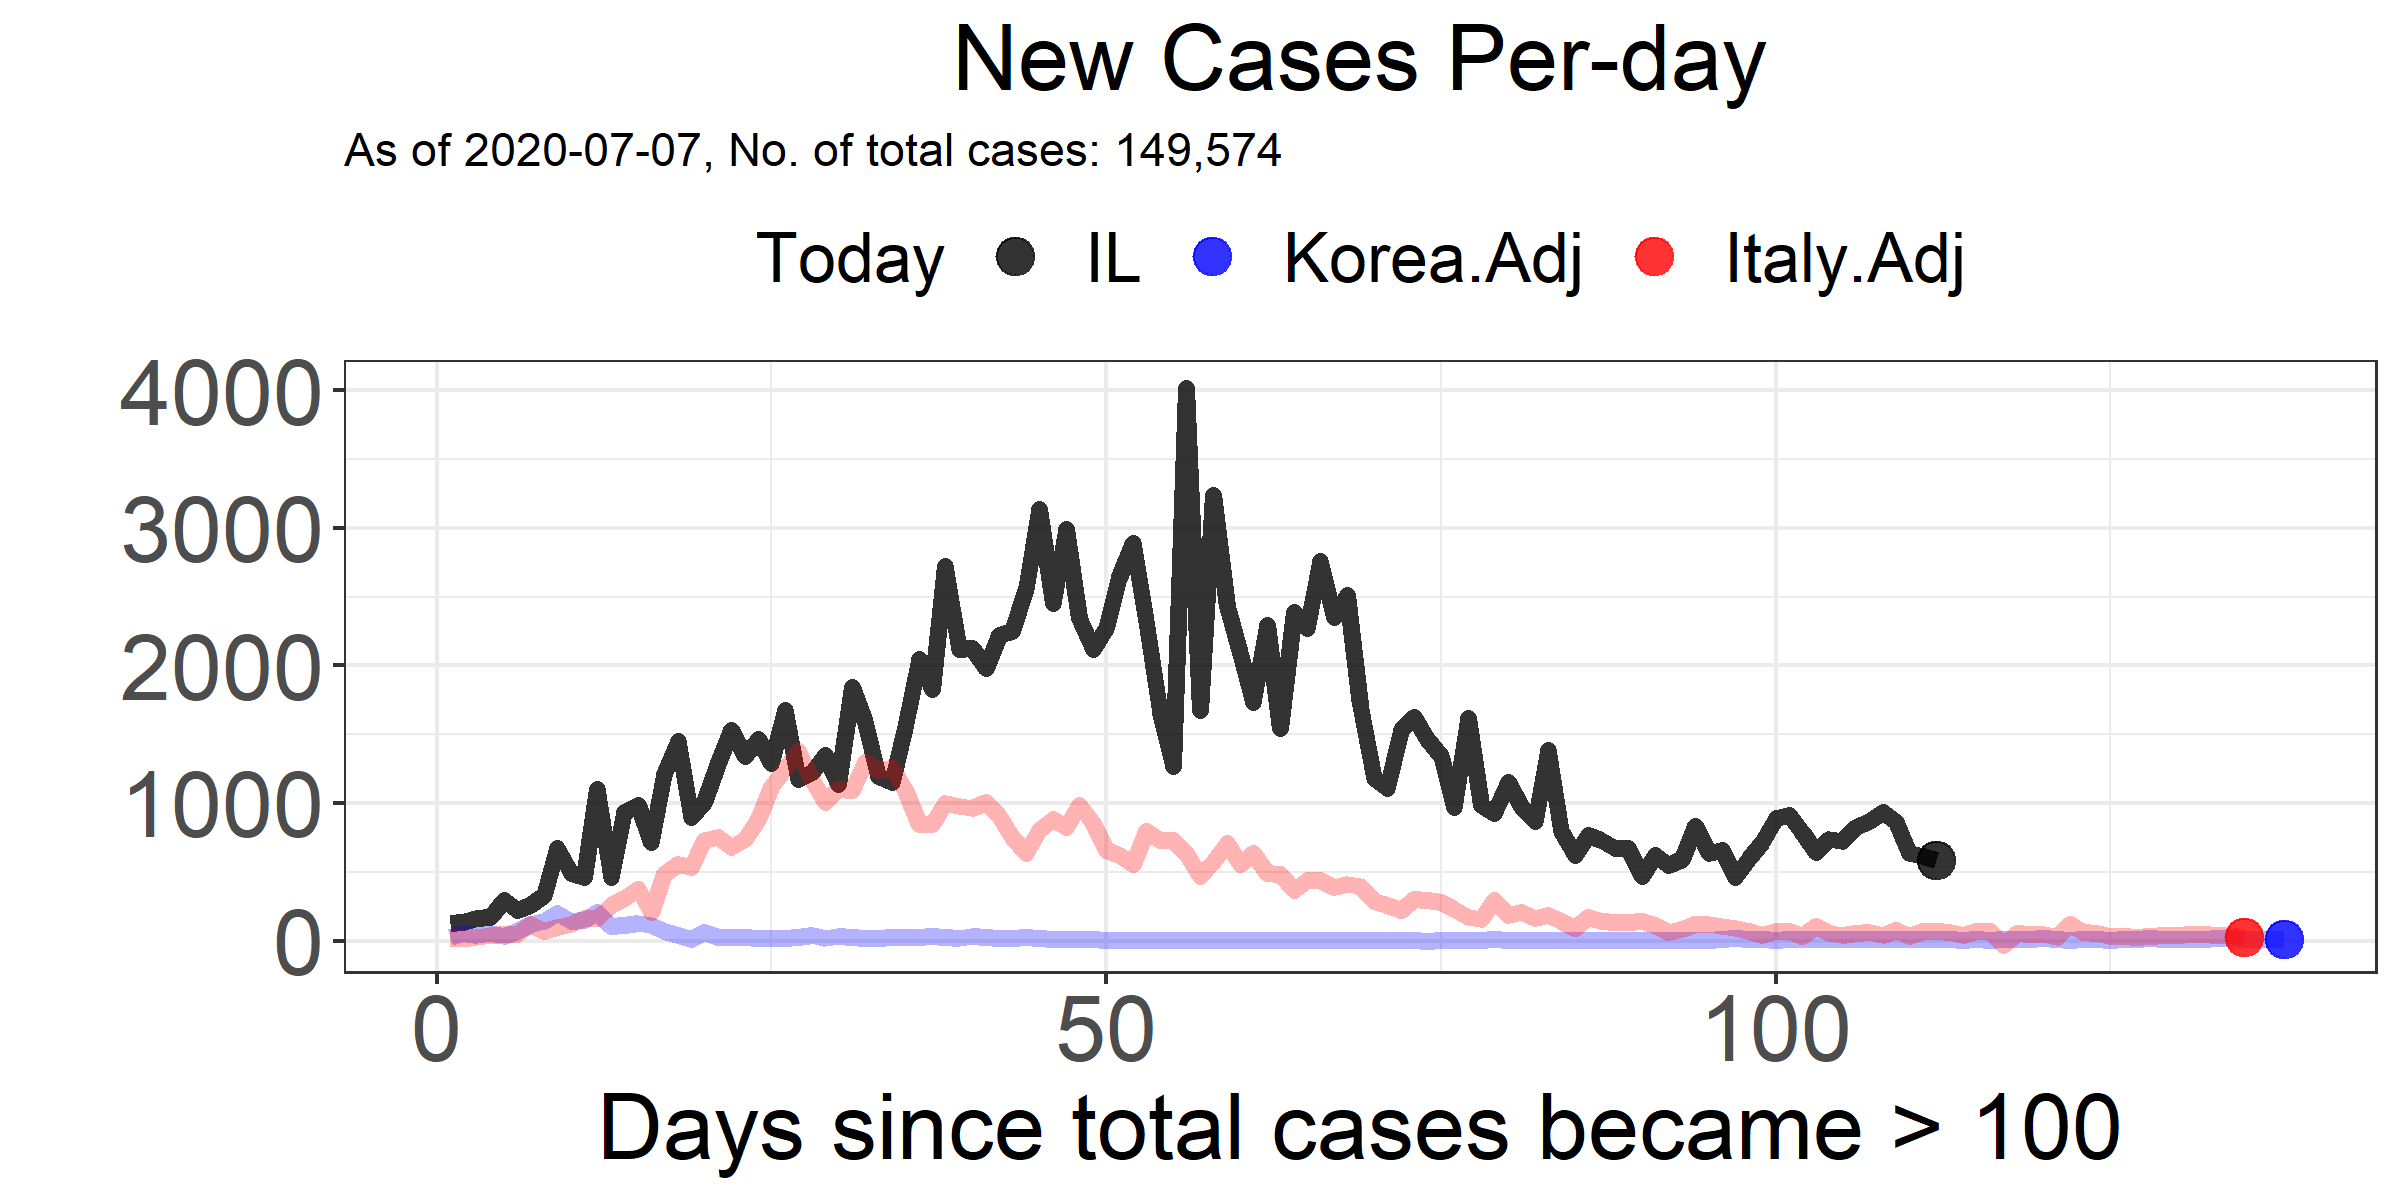 New Cases Per-day
As of 2020-07-07, No. of total cases: 149,574
Today IL Korea.Adj Italy.Adj
4000
3000
2000
1000
0
0 50 100
Days since total cases became > 100